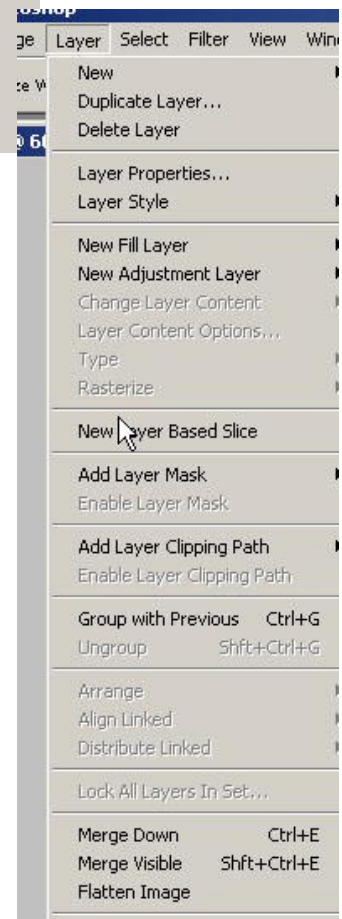 ge Layer Select Filter View Win
New
Duplicate Layer...
Delete Layer
@ 6
Layer Properties...
Layer Style
New Fill Layer
New Adjustment Layer
Change Layer Content
Layer Content Options...
Type
Rasterize
New Layer Based Slice
Add Layer Mask
Enable Layer Mask
Add Layer Clipping Path
Enable Layer Clipping Path
Group with Previous Ctrl+G
Ungroup Shft+Ctrl+G
Arrange
Align Linked
Distribute Linked
Lock All Layers In Set...
Merge Down Ctrl+E
Merge Visible Shft+Ctrl+E
Flatten Image